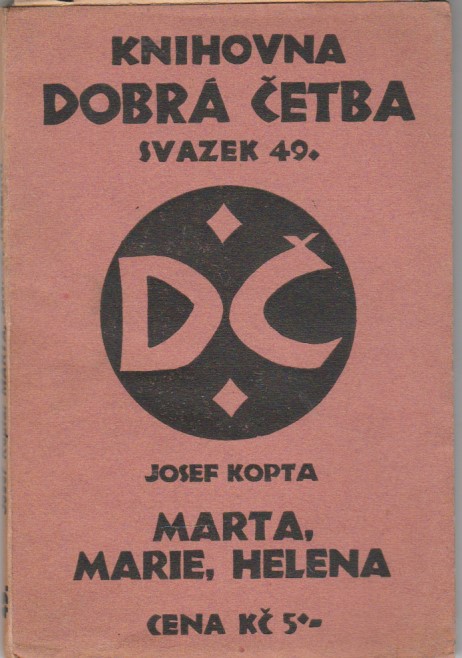 KNIHOVNA
DOBRÁ ČETBA
SVAZEK 49.
DČ
JOSEF KOPTA
MARTA,
MARIE, HELENA
CENA KČ 5·-